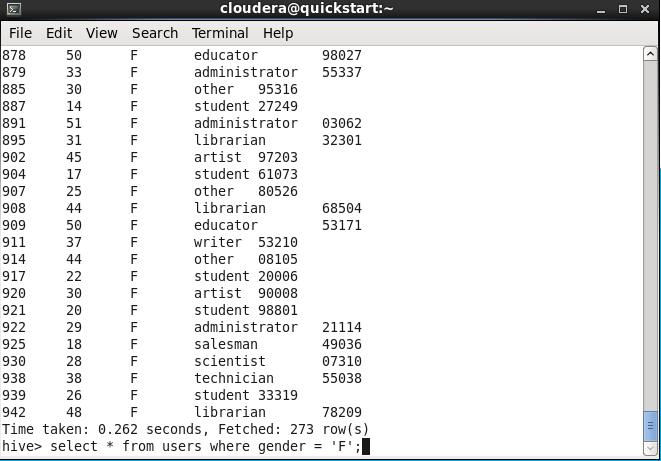 cloudera@quickstart:~
File Edit View Search Terminal Help
878 50 F educator 98027
879 33 F administrator 55337
885 30 F other 95316
887 14 F student 27249
891 51 F administrator 03062
895 31 F librarian 32301
902 45 F artist 97203
904 17 F student 61073
907 25 F other 80526
908 44 F librarian 68504
909 50 F educator 53171
911 37 F writer 53210
914 44 F other 08105
917 22 F student 20006
920 30 F artist 90008
921 20 F student 98801
922 29 F administrator 21114
925 18 F salesman 49036
930 28 F scientist 07310
938 38 F technician 55038
939 26 F student 33319
942 48 F librarian 78209
Time taken: 0.262 seconds, Fetched: 273 row(s)
hive> select * from users where gender = 'F';